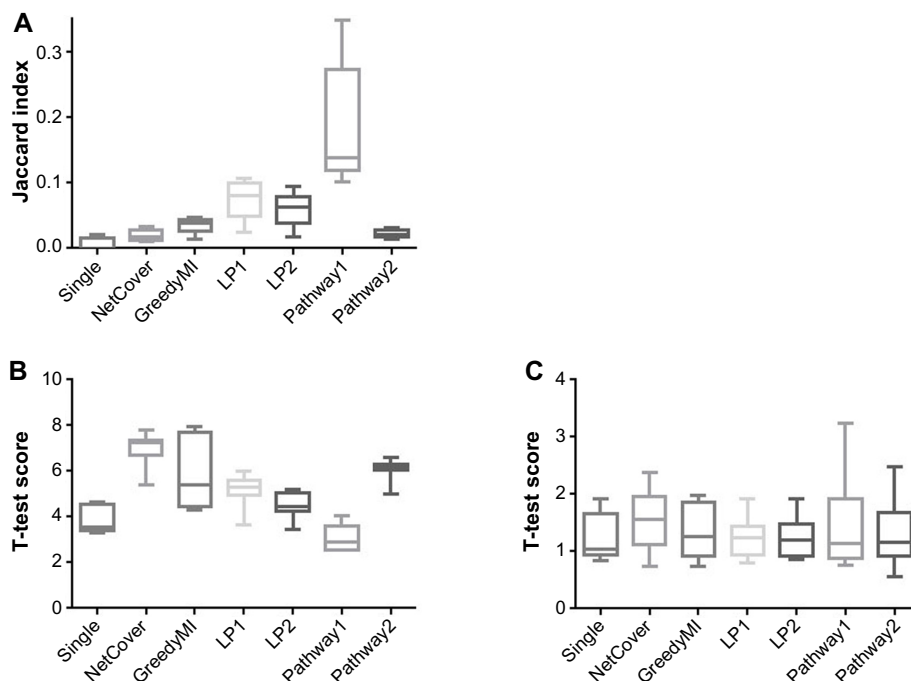 A
Jaccard index
0.3
0.2
0.1
0.0
Single
NetCover
GreedyMI
LP1
LP2
Pathway1
Pathway2
B
T-test score
10
8
6
4
2
0
Single
NetCover
GreedyMI
LP1
LP2
Pathway1
Pathway2
C
T-test score
4
3
2
1
0
Single
NetCover
GreedyMI
LP1
LP2
Pathway1
Pathway2